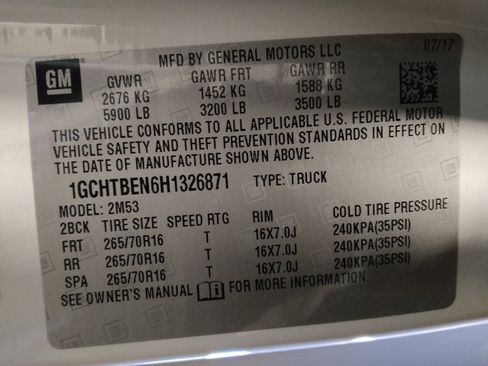 MFD BY GENERAL MOTORS LLC 07/17
GM
GVWR GAWR FRT GAWR RR
2676 KG 1452 KG 1588 KG
5900 LB 3200 LB 3500 LB
THIS VEHICLE CONFORMS TO ALL APPLICABLE U.S. FEDERAL MOTOR
VEHICLE SAFETY AND THEFT PREVENTION STANDARDS IN EFFECT ON
THE DATE OF MANUFACTURE SHOWN ABOVE.
1GCHTBEN6H1326871 TYPE: TRUCK
MODEL: 2M53
2BCK TIRE SIZE SPEED RTG RIM COLD TIRE PRESSURE
FRT 265/70R16 T 16X7.0J 240KPA(35PSI)
RR 265/70R16 T 16X7.0J 240KPA(35PSI)
SPA 265/70R16 T 16X7.0J 240KPA(35PSI)
SEE OWNER'S MANUAL FOR MORE INFORMATION.